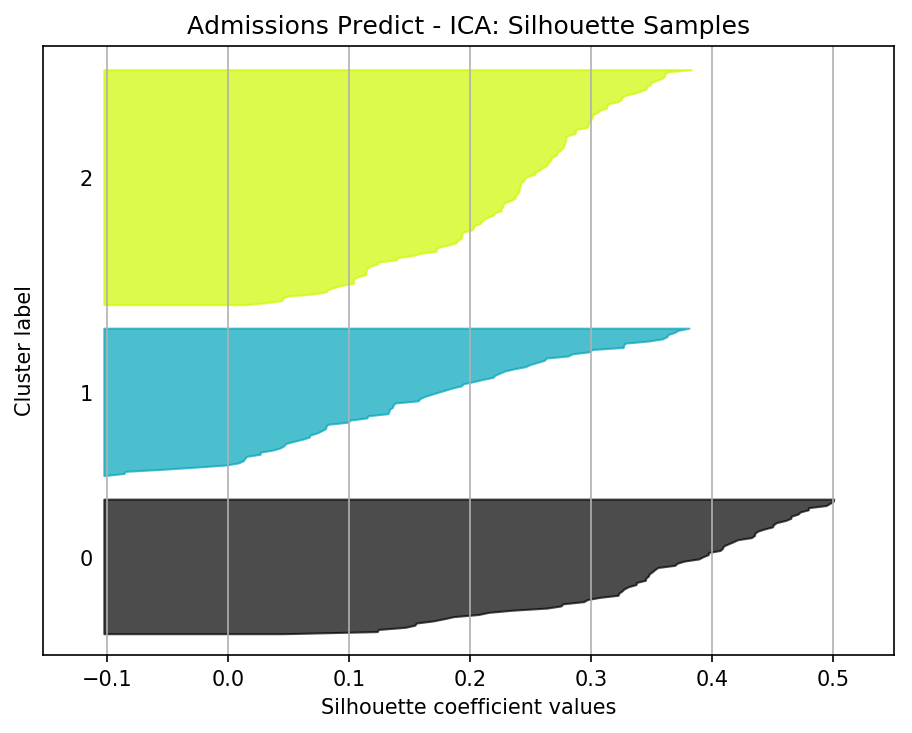 Admissions Predict - ICA: Silhouette Samples
Cluster label
2
1
0
−0.1 0.0 0.1 0.2 0.3 0.4 0.5
Silhouette coefficient values